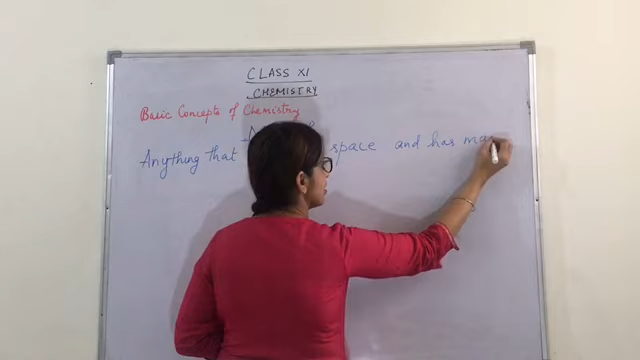 CLASS XI
CHEMISTRY
Basic Concepts of Chemistry
Anything that space and has